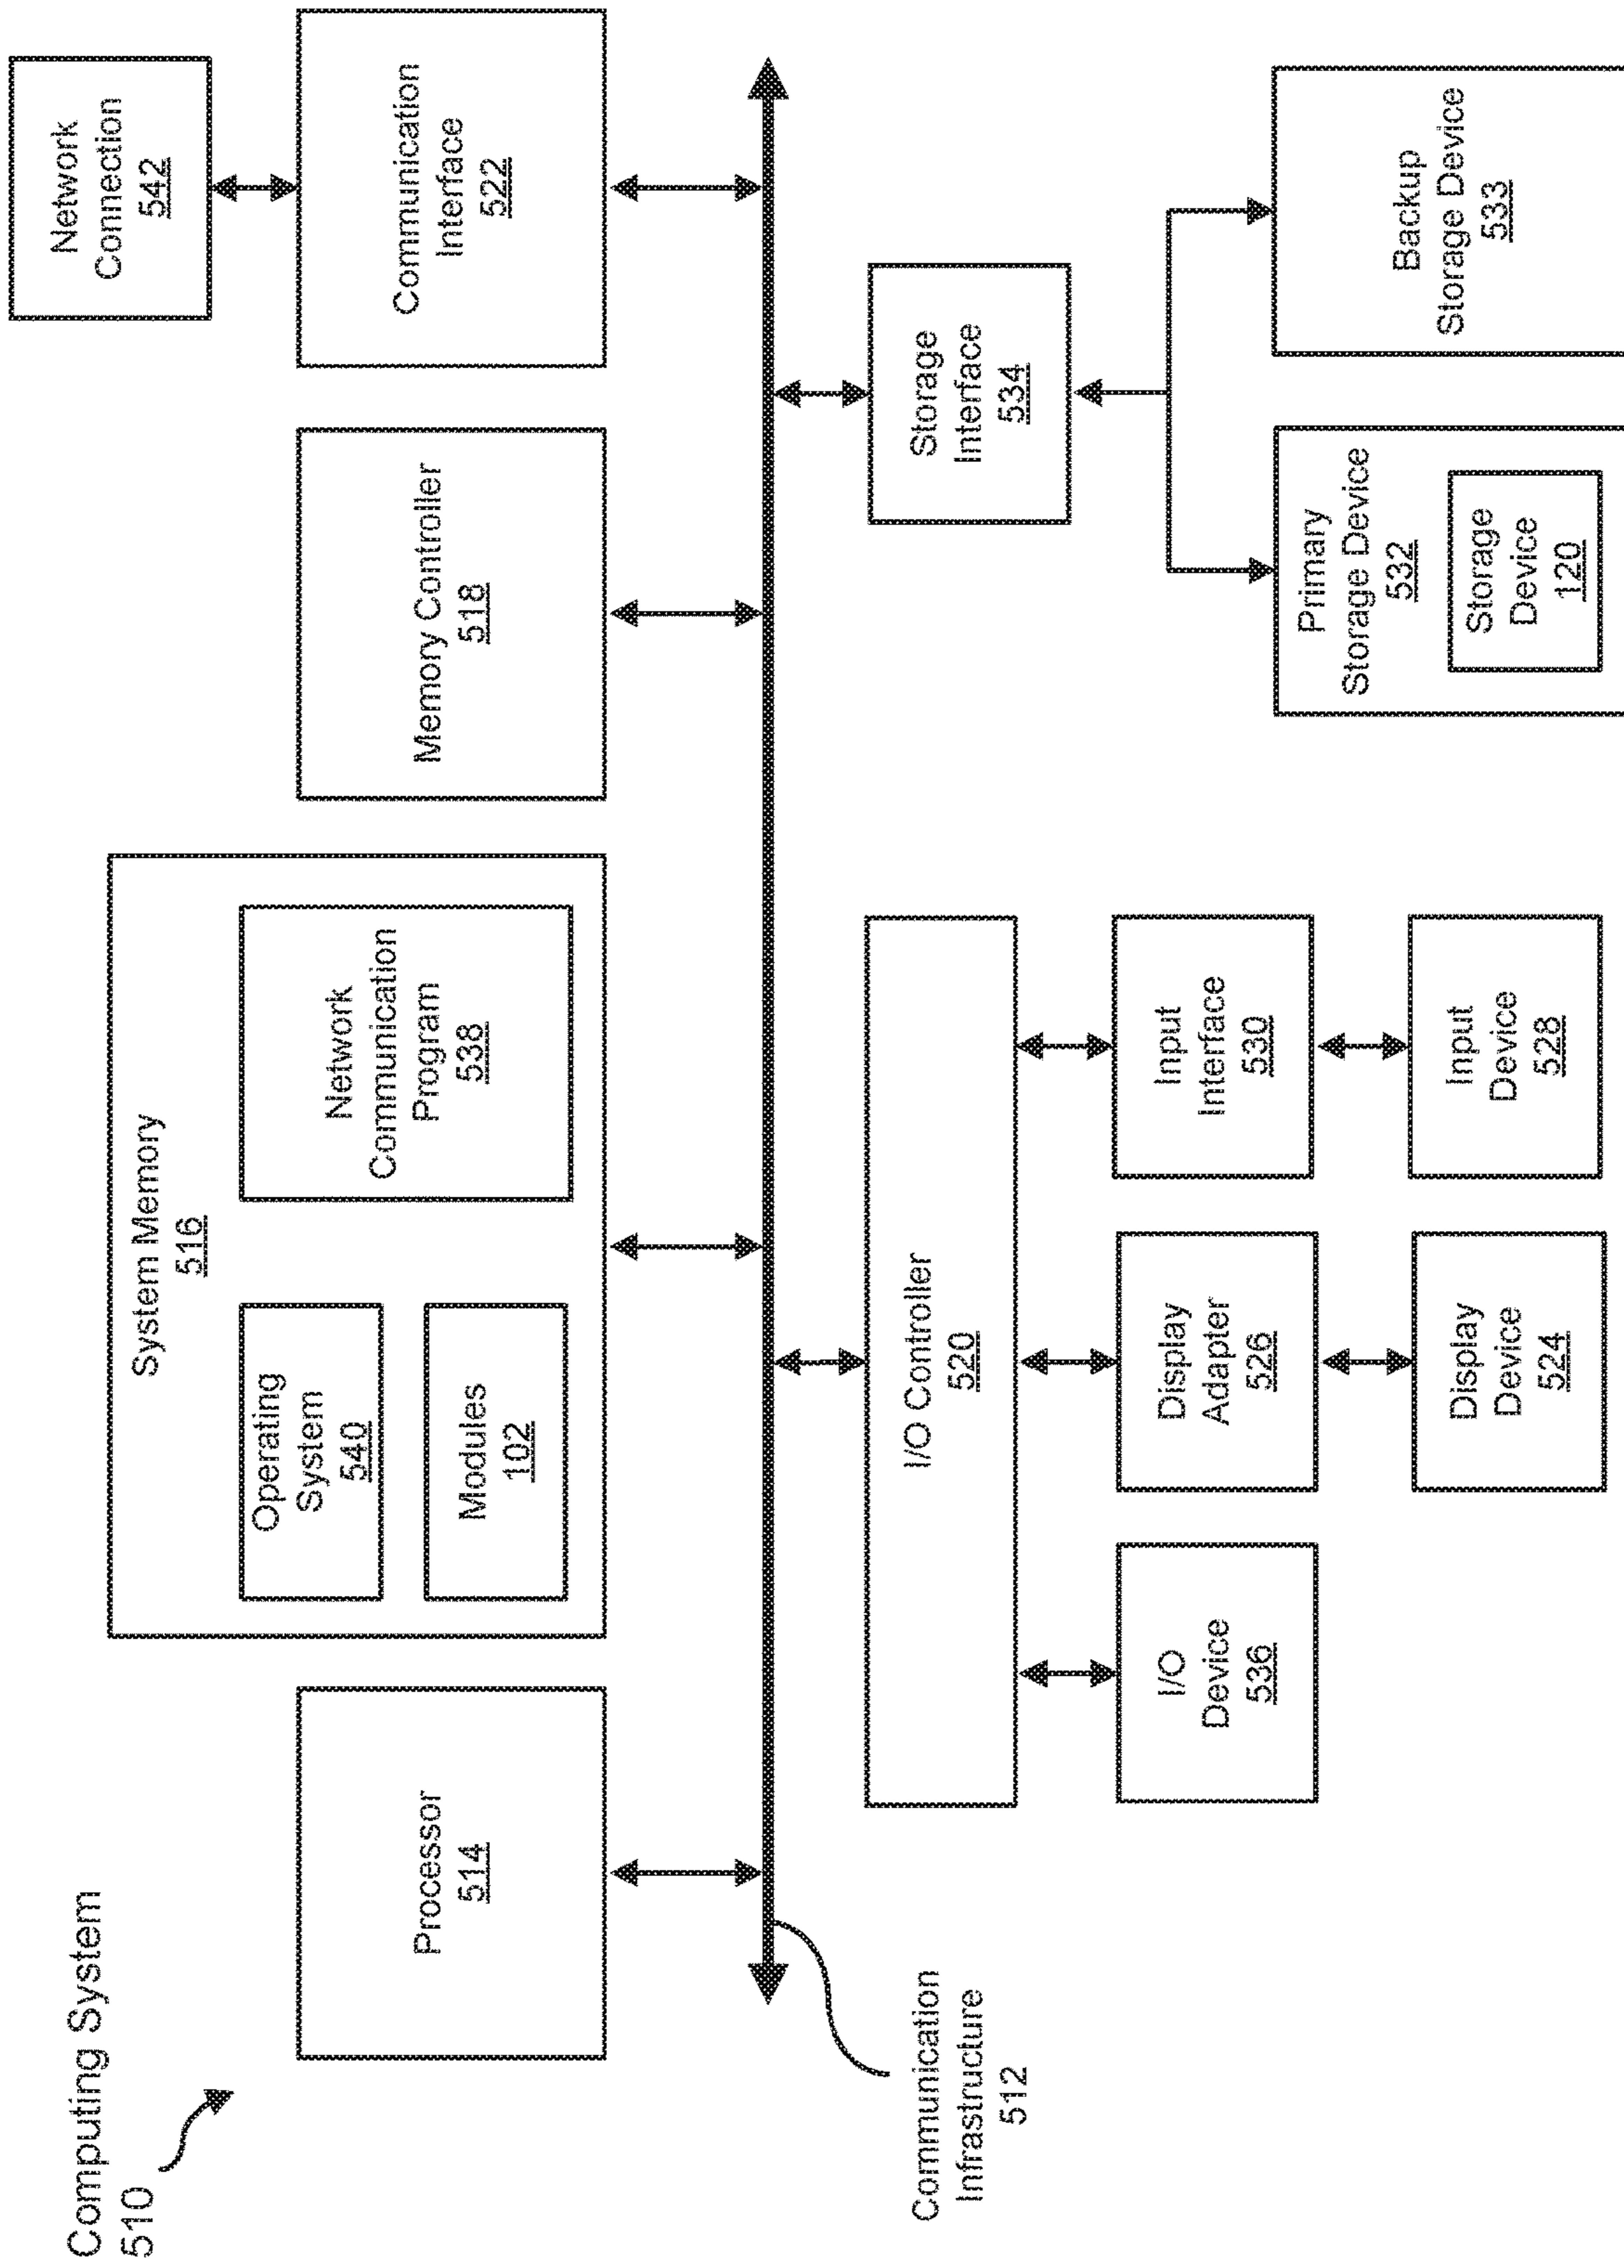 Computing System
510
Network
Connection
542
System Memory
516
Operating
System
540
Modules
102
Network
Communication
Program
538
Processor
514
Memory Controller
518
Communication
Interface
522
Communication
Infrastructure
512
I/O Controller
520
Storage
Interface
534
I/O
Device
536
Display
Adapter
526
Input
Interface
530
Display
Device
524
Input
Device
528
Primary
Storage Device
532
Storage
Device
120
Backup
Storage Device
533